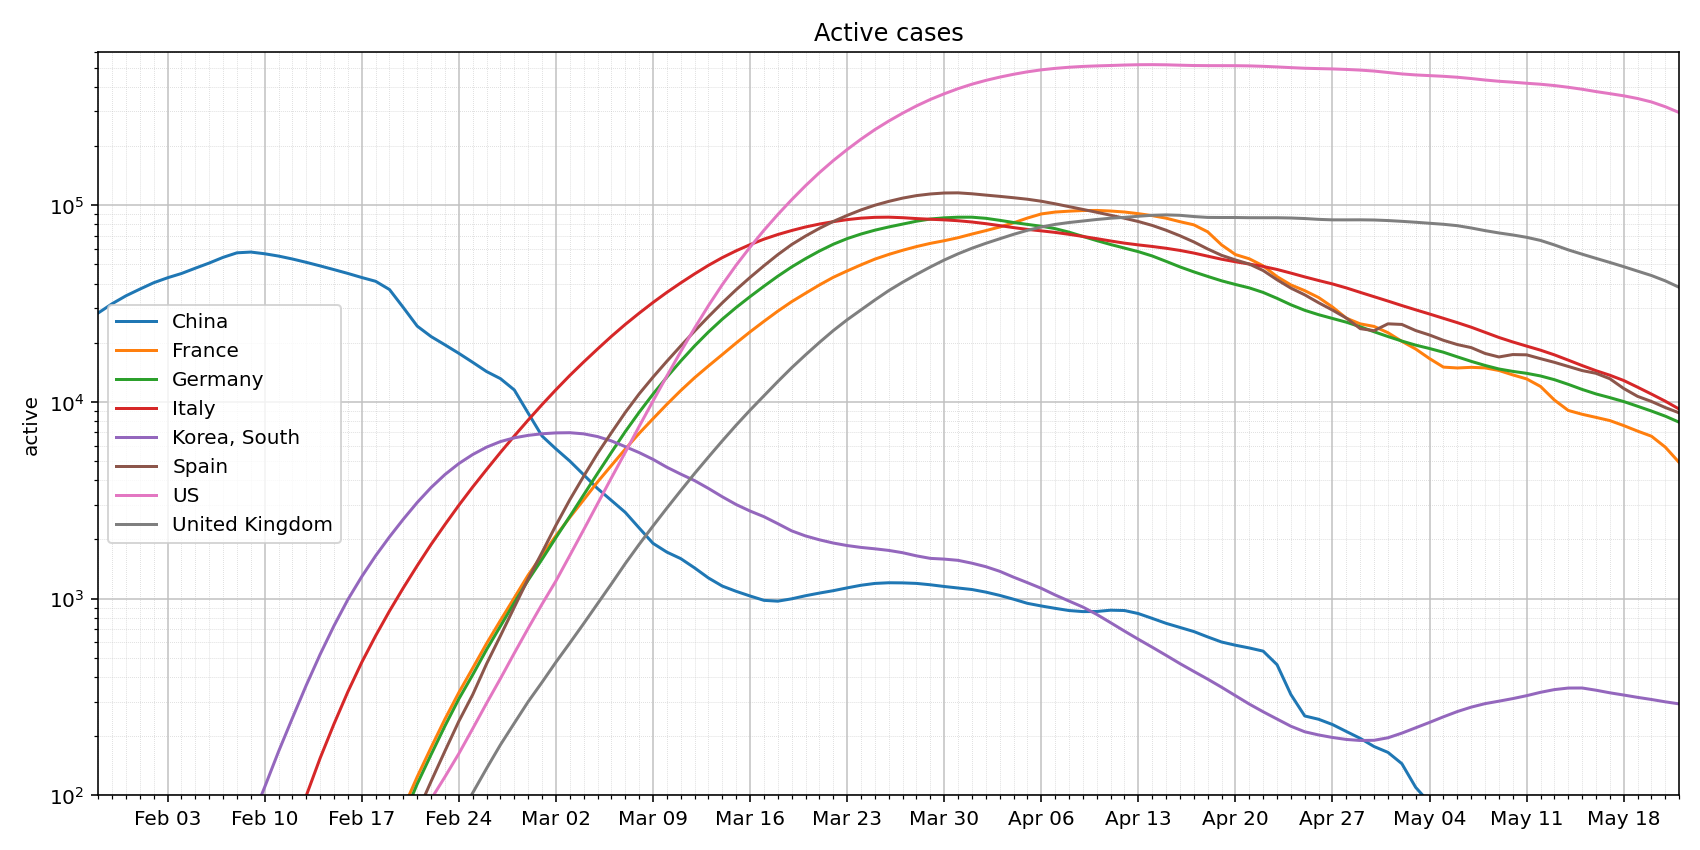 Active cases
active
10^5
10^4
10^3
10^2
China
France
Germany
Italy
Korea, South
Spain
US
United Kingdom
Feb 03 Feb 10 Feb 17 Feb 24 Mar 02 Mar 09 Mar 16 Mar 23 Mar 30 Apr 06 Apr 13 Apr 20 Apr 27 May 04 May 11 May 18